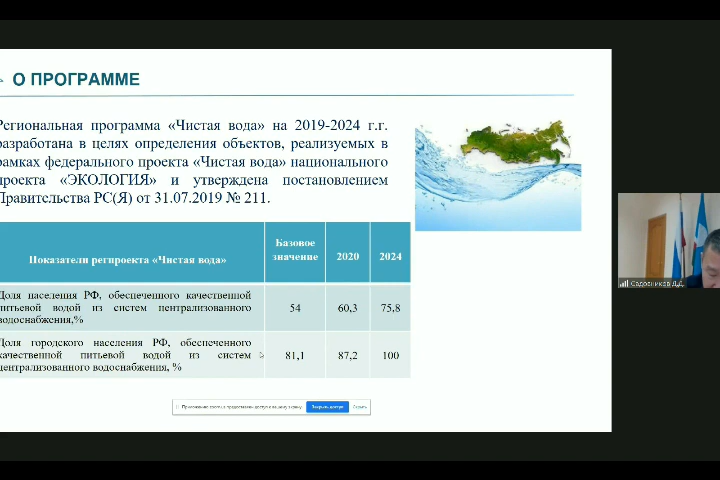 О ПРОГРАММЕ
Региональная программа «Чистая вода» на 2019-2024 г.г.
разработана в целях определения объектов, реализуемых в
рамках федерального проекта «Чистая вода» национального
проекта «ЭКОЛОГИЯ» и утверждена постановлением
Правительства РС(Я) от 31.07.2019 № 211.
Показатели регпроекта «Чистая вода»
Базовое
значение
2020
2024
Доля населения РФ, обеспеченного качественной
питьевой водой из систем централизованного
водоснабжения,%
54
60,3
75,8
Доля городского населения РФ, обеспеченного
качественной питьевой водой из систем
централизованного водоснабжения, %
81,1
87,2
100
Закрыть доступ
Скрыть
Садовников Д.Д.